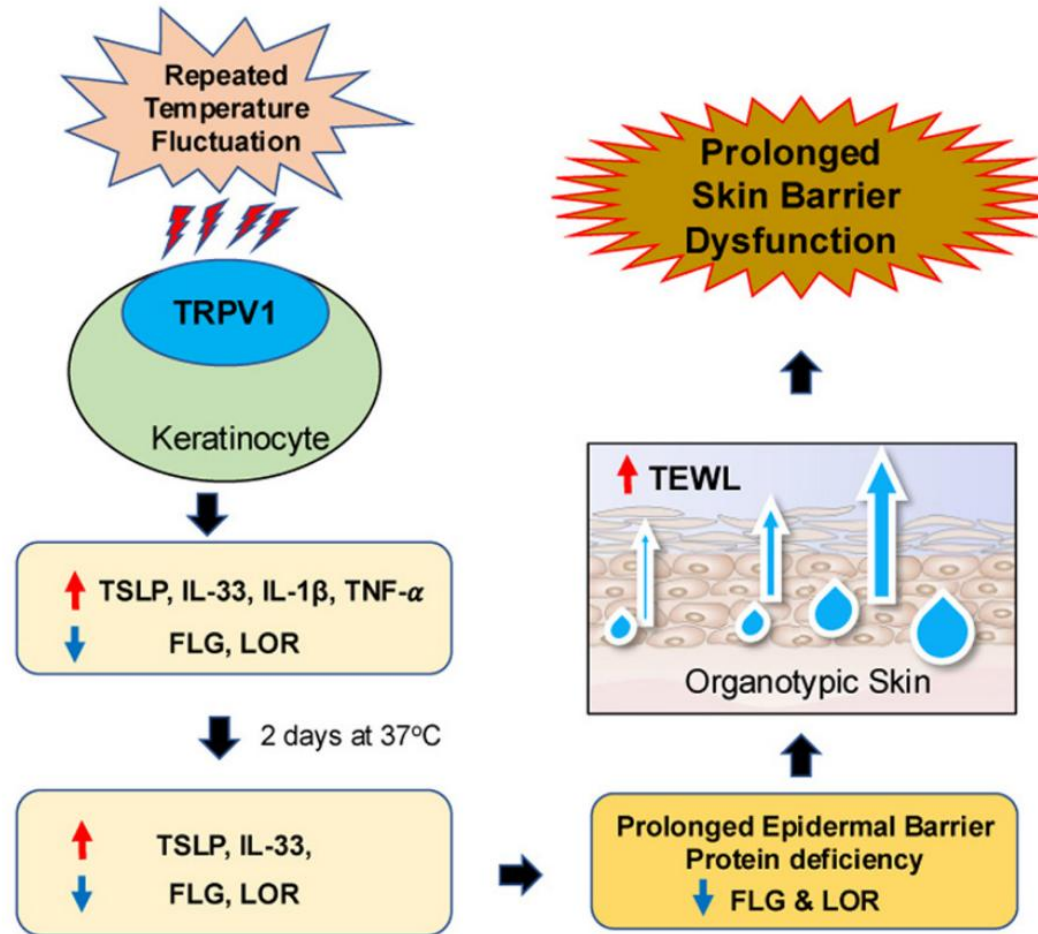 Repeated
Temperature
Fluctuation
TRPV1
Keratinocyte
TSLP, IL-33, IL-1β, TNF-α
FLG, LOR
2 days at 37°C
TSLP, IL-33,
FLG, LOR
Prolonged Epidermal Barrier
Protein deficiency
FLG & LOR
TEWL
Organotypic Skin
Prolonged
Skin Barrier
Dysfunction